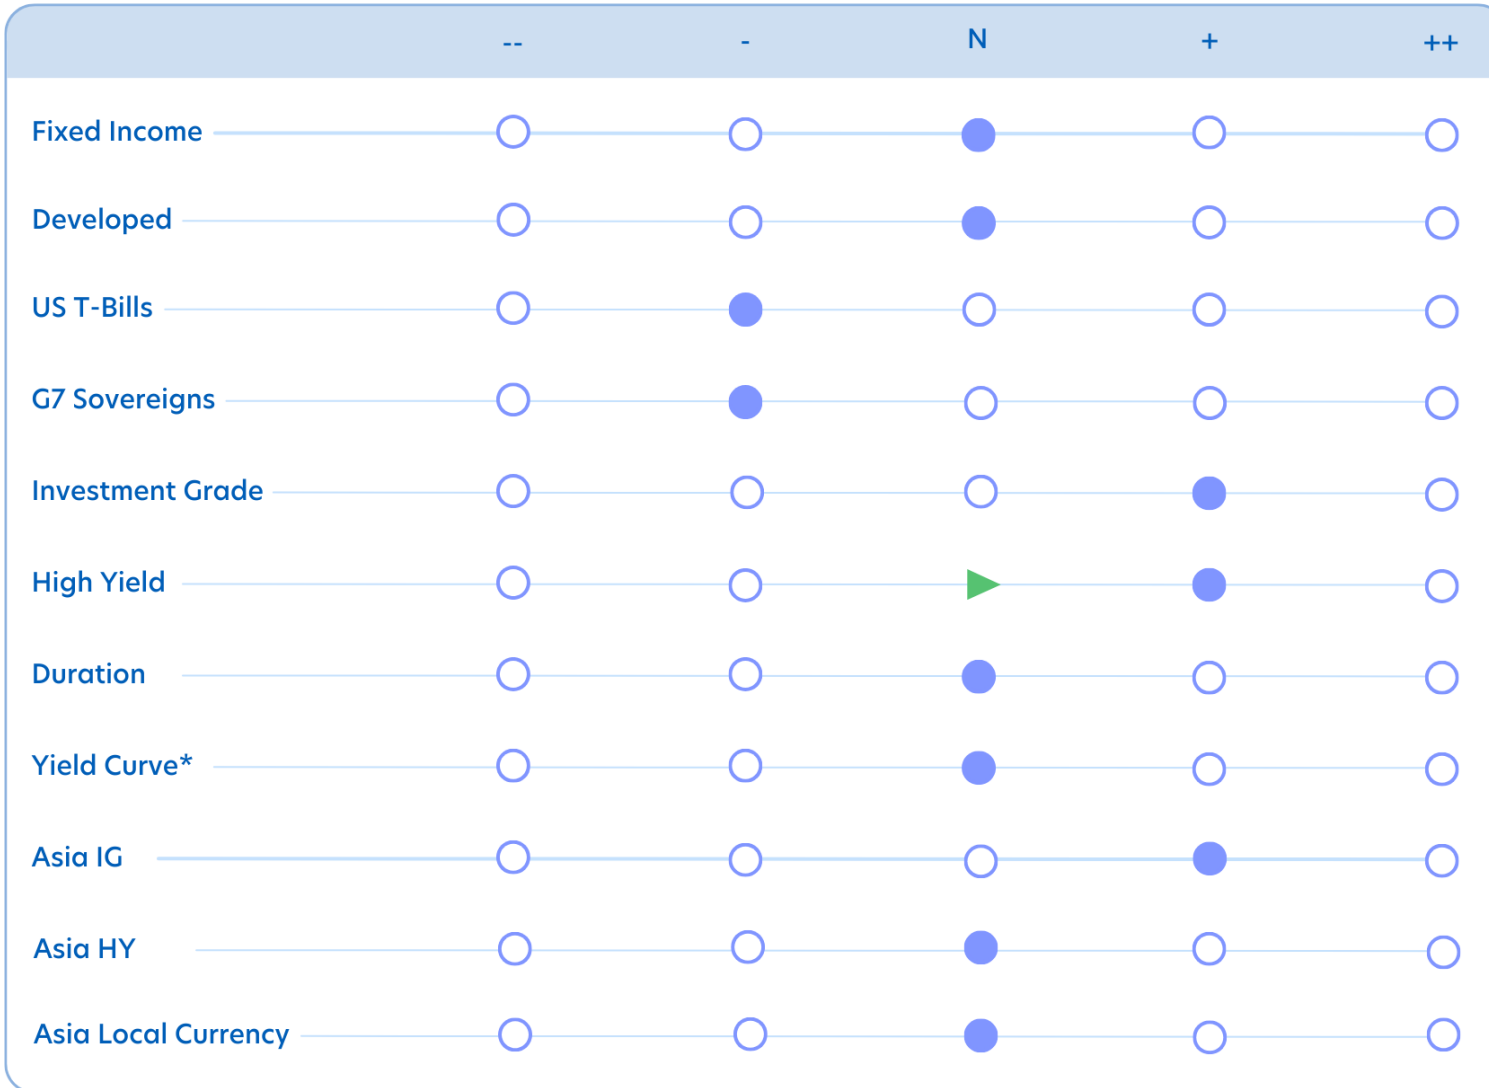 -- - N + ++
Fixed Income
Developed
US T-Bills
G7 Sovereigns
Investment Grade
High Yield
Duration
Yield Curve*
Asia IG
Asia HY
Asia Local Currency